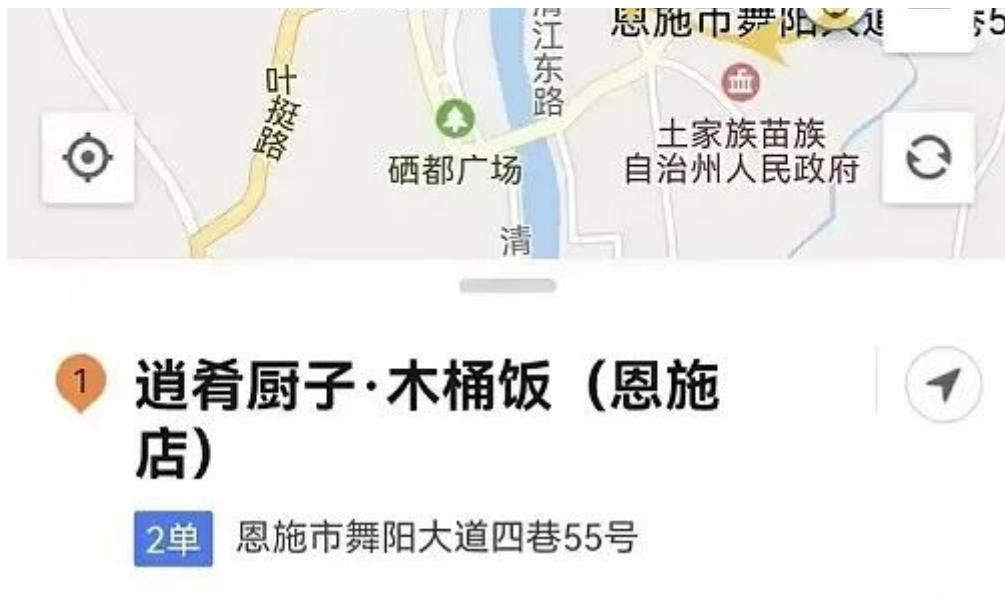 恩施市舞阳大道
清江东路
叶挺路
硒都广场
土家族苗族
自治州人民政府
清
1
逍肴厨子·木桶饭（恩施
店）
2单 恩施市舞阳大道四巷55号